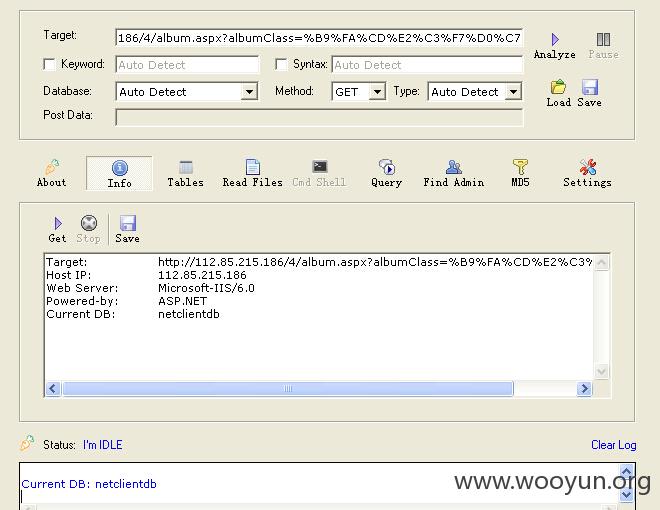 Target: 186/4/album.aspx?albumClass=%B9%FA%CD%E2%C3%F7%D0%C7
Analyze Pause
Keyword: Auto Detect Syntax: Auto Detect
Database: Auto Detect Method: GET Type: Auto Detect
Load Save
Post Data:
About Info Tables Read Files Cmd Shell Query Find Admin MD5 Settings
Get Stop Save
Target: http://112.85.215.186/4/album.aspx?albumClass=%B9%FA%CD%E2%C3%
Host IP: 112.85.215.186
Web Server: Microsoft-IIS/6.0
Powered-by: ASP.NET
Current DB: netclientdb
Status: I'm IDLE Clear Log
Current DB: netclientdb
www.wooyun.org